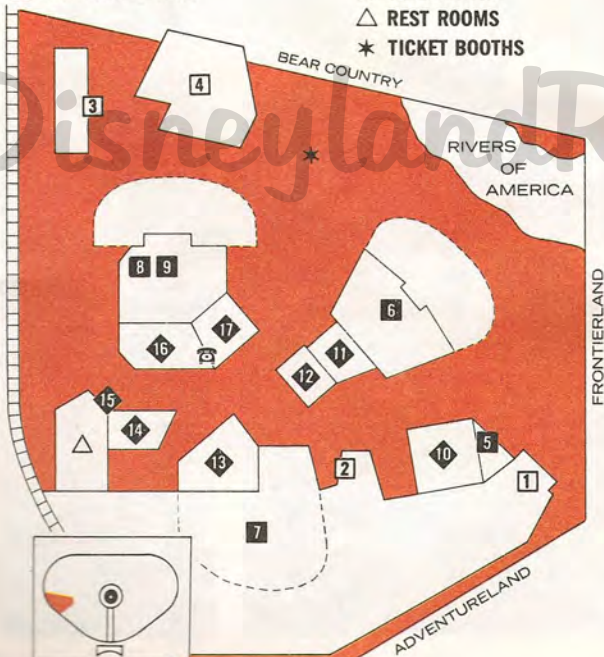 △ REST ROOMS
✶ TICKET BOOTHS
BEAR COUNTRY
4
3
DisneylandR
RIVERS
OF
AMERICA
8 9
6
17
16
11
12
FRONTIERLAND
15
14
5
13
10
2
1
7
ADVENTURELAND